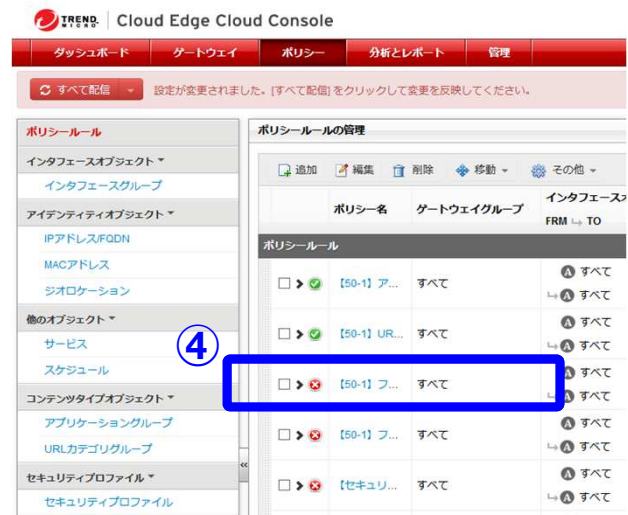 TREND MICRO Cloud Edge Cloud Console
ダッシュボード ゲートウェイ ポリシー 分析とレポート 管理
すべて配信 設定が変更されました。[すべて配信]をクリックして変更を反映してください。
ポリシールール
インタフェースオブジェクト
インタフェースグループ
アイデンティティオブジェクト
IPアドレス/FQDN
MACアドレス
ジオロケーション
他のオブジェクト
サービス
スケジュール
コンテンツタイプオブジェクト
アプリケーショングループ
URLカテゴリグループ
セキュリティプロファイル
セキュリティプロファイル
④
ポリシールールの管理
追加 編集 削除 移動 その他
ポリシー名 ゲートウェイグループ インタフェースオ
FRM TO
ポリシールール
【50-1】ア... すべて A すべて
A すべて
【50-1】UR... すべて A すべて
A すべて
【50-1】フ... すべて A すべて
A すべて
【50-1】フ... すべて A すべて
A すべて
【セキュリ... すべて A すべて
A すべて